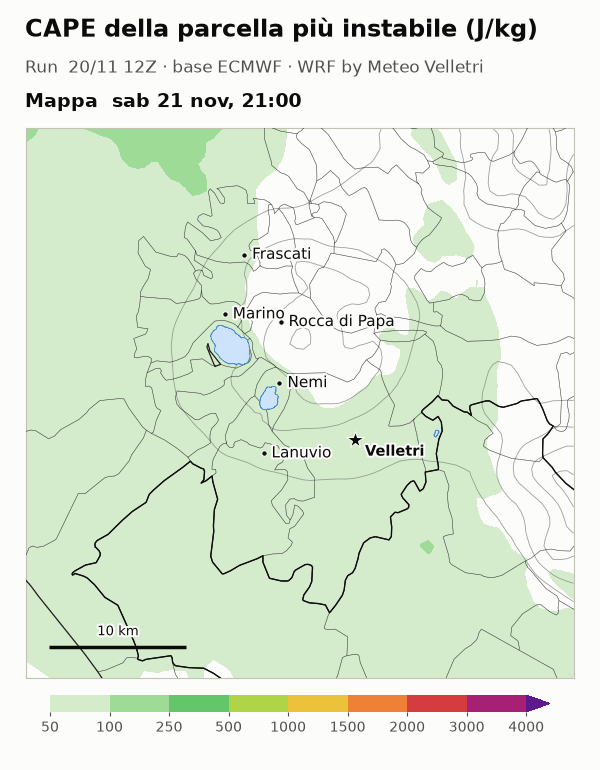 CAPE della parcella più instabile (J/kg)
Run  20/11 12Z · base ECMWF · WRF by Meteo Velletri
Mappa  sab 21 nov, 21:00
Frascati
Marino
Rocca di Papa
Nemi
Velletri
Lanuvio
10 km
50 100 250 500 1000 1500 2000 3000 4000